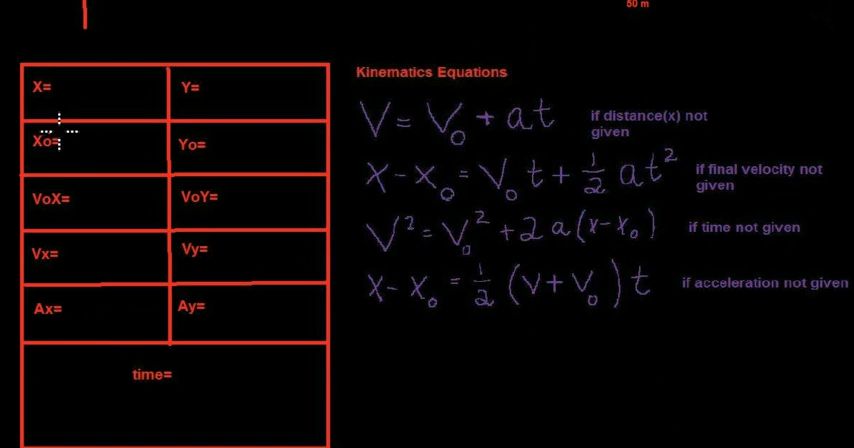 50 m
X=
Y=
Xo=
Yo=
VoX=
VoY=
Vx=
Vy=
Ax=
Ay=
time=
Kinematics Equations
V = V₀ + at
if distance(x) not
given
x - x₀ = V₀t + ½ at²
if final velocity not
given
V² = V₀² + 2a(x-x₀)
if time not given
x - x₀ = ½ (V + V₀) t
if acceleration not given